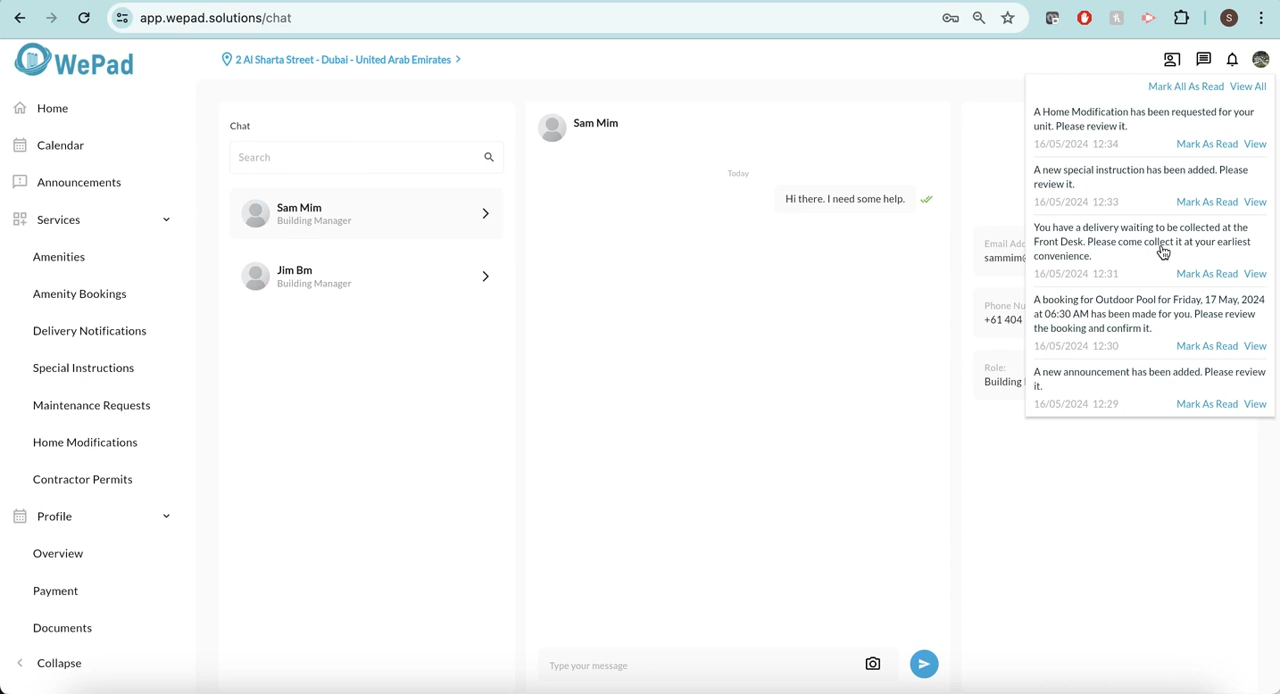 app.wepad.solutions/chat
S
WePad
2 Al Sharta Street - Dubai - United Arab Emirates
Home
Calendar
Announcements
Services
Amenities
Amenity Bookings
Delivery Notifications
Special Instructions
Maintenance Requests
Home Modifications
Contractor Permits
Profile
Overview
Payment
Documents
Collapse
Chat
Search
Sam Mim
Building Manager
Jim Bm
Building Manager
Sam Mim
Today
Hi there. I need some help.
Type your message
Email Add
sammim@
Phone Nu
+61 404
Role:
Building
Mark All As Read View All
A Home Modification has been requested for your
unit. Please review it.
16/05/2024 12:34 Mark As Read View
A new special instruction has been added. Please
review it.
16/05/2024 12:33 Mark As Read View
You have a delivery waiting to be collected at the
Front Desk. Please come collect it at your earliest
convenience.
16/05/2024 12:31 Mark As Read View
A booking for Outdoor Pool for Friday, 17 May, 2024
at 06:30 AM has been made for you. Please review
the booking and confirm it.
16/05/2024 12:30 Mark As Read View
A new announcement has been added. Please review
it.
16/05/2024 12:29 Mark As Read View